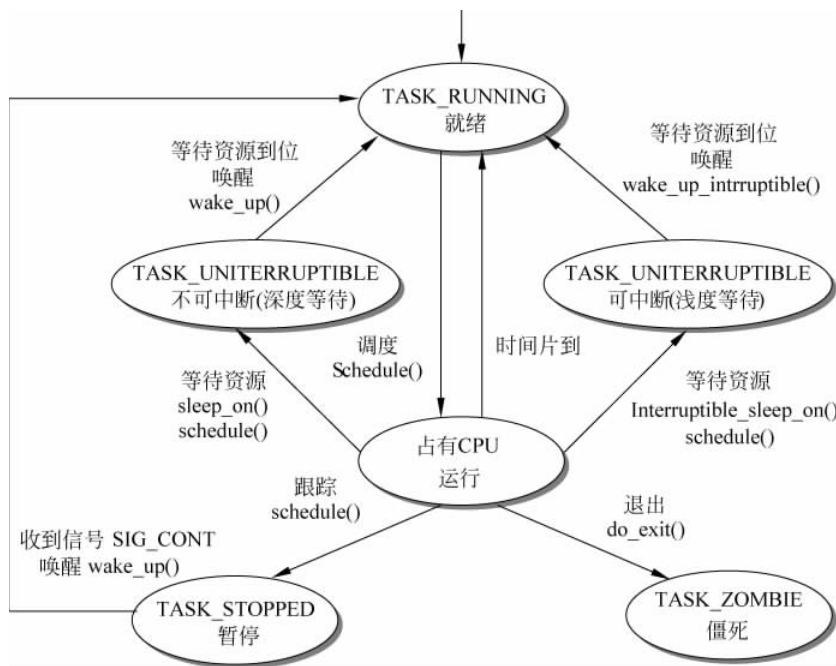 TASK_RUNNING
就绪
等待资源到位
唤醒
wake_up()
等待资源到位
唤醒
wake_up_intrruptible()
TASK_UNITERRUPTIBLE
不可中断(深度等待)
TASK_UNITERRUPTIBLE
可中断(浅度等待)
调度
Schedule()
时间片到
等待资源
sleep_on()
schedule()
等待资源
Interruptible_sleep_on()
schedule()
占有CPU
运行
跟踪
schedule()
退出
do_exit()
收到信号 SIG_CONT
唤醒 wake_up()
TASK_STOPPED
暂停
TASK_ZOMBIE
僵死